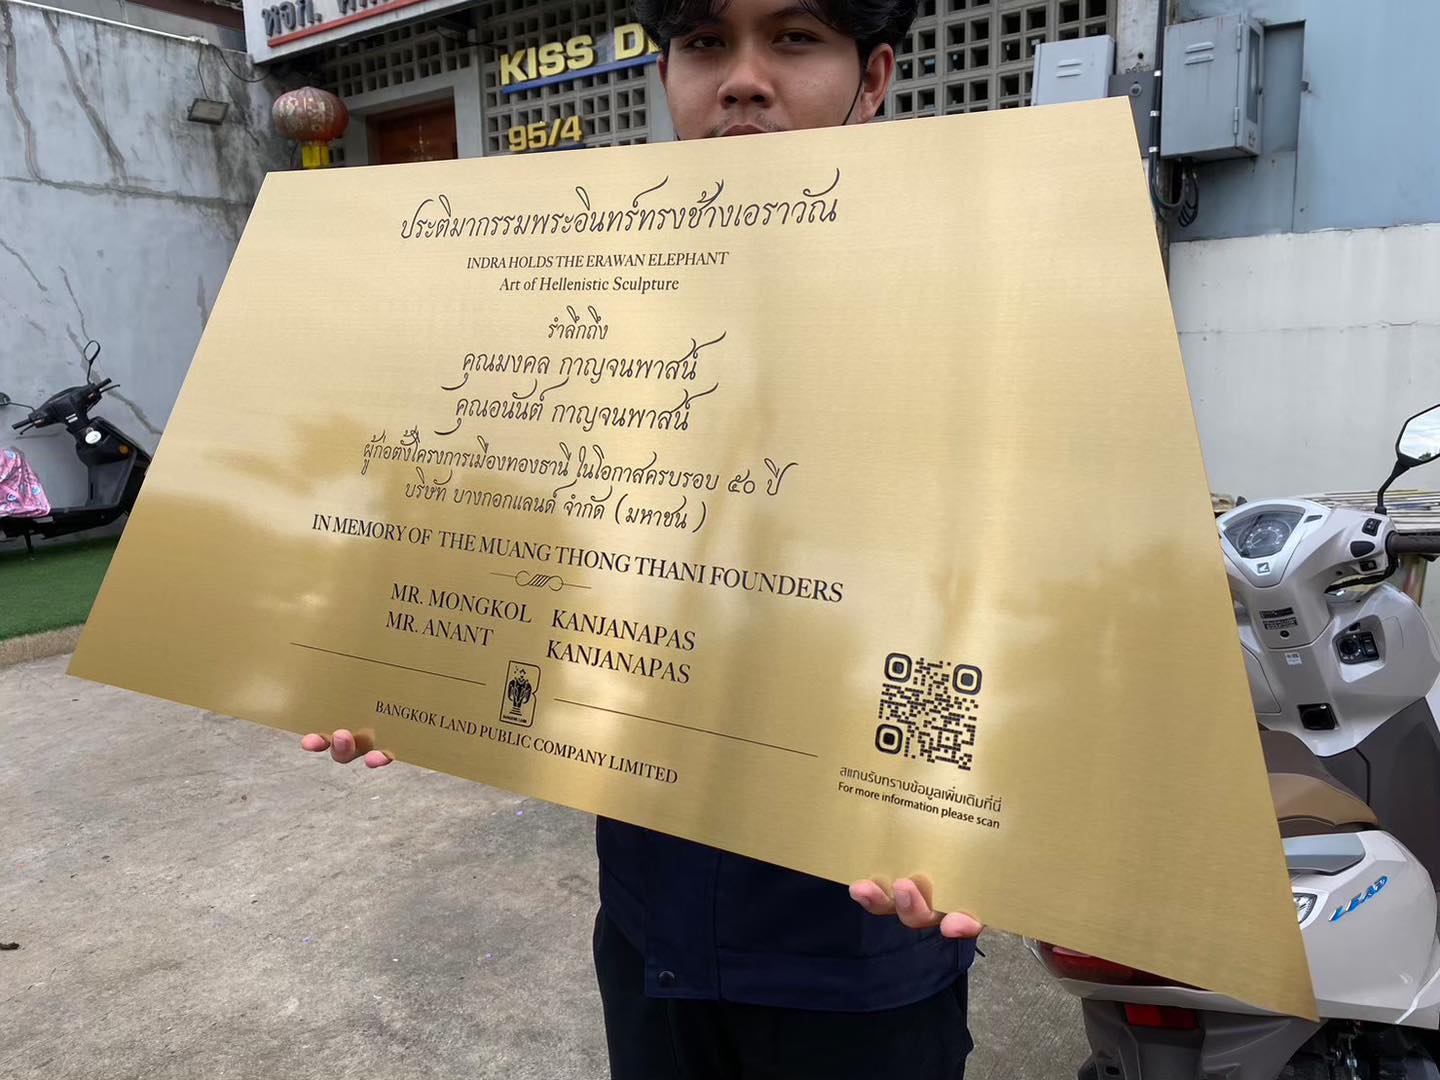 หจก.
KISS
95/4
ประติมากรรมพระอินทร์ทรงช้างเอราวัณ
INDRA HOLDS THE ERAWAN ELEPHANT
Art of Hellenistic Sculpture
รำลึกถึง
คุณมงคล กาญจนพาสน์
คุณอนันต์ กาญจนพาสน์
ผู้ก่อตั้งโครงการเมืองทองธานี ในโอกาสครบรอบ ๕๐ ปี
บริษัท บางกอกแลนด์ จำกัด ( มหาชน )
IN MEMORY OF THE MUANG THONG THANI FOUNDERS
MR. MONGKOL KANJANAPAS
MR. ANANT KANJANAPAS
BANGKOK LAND
BANGKOK LAND PUBLIC COMPANY LIMITED
สแกนรับทราบข้อมูลเพิ่มเติมที่นี่
For more information please scan
LEAD